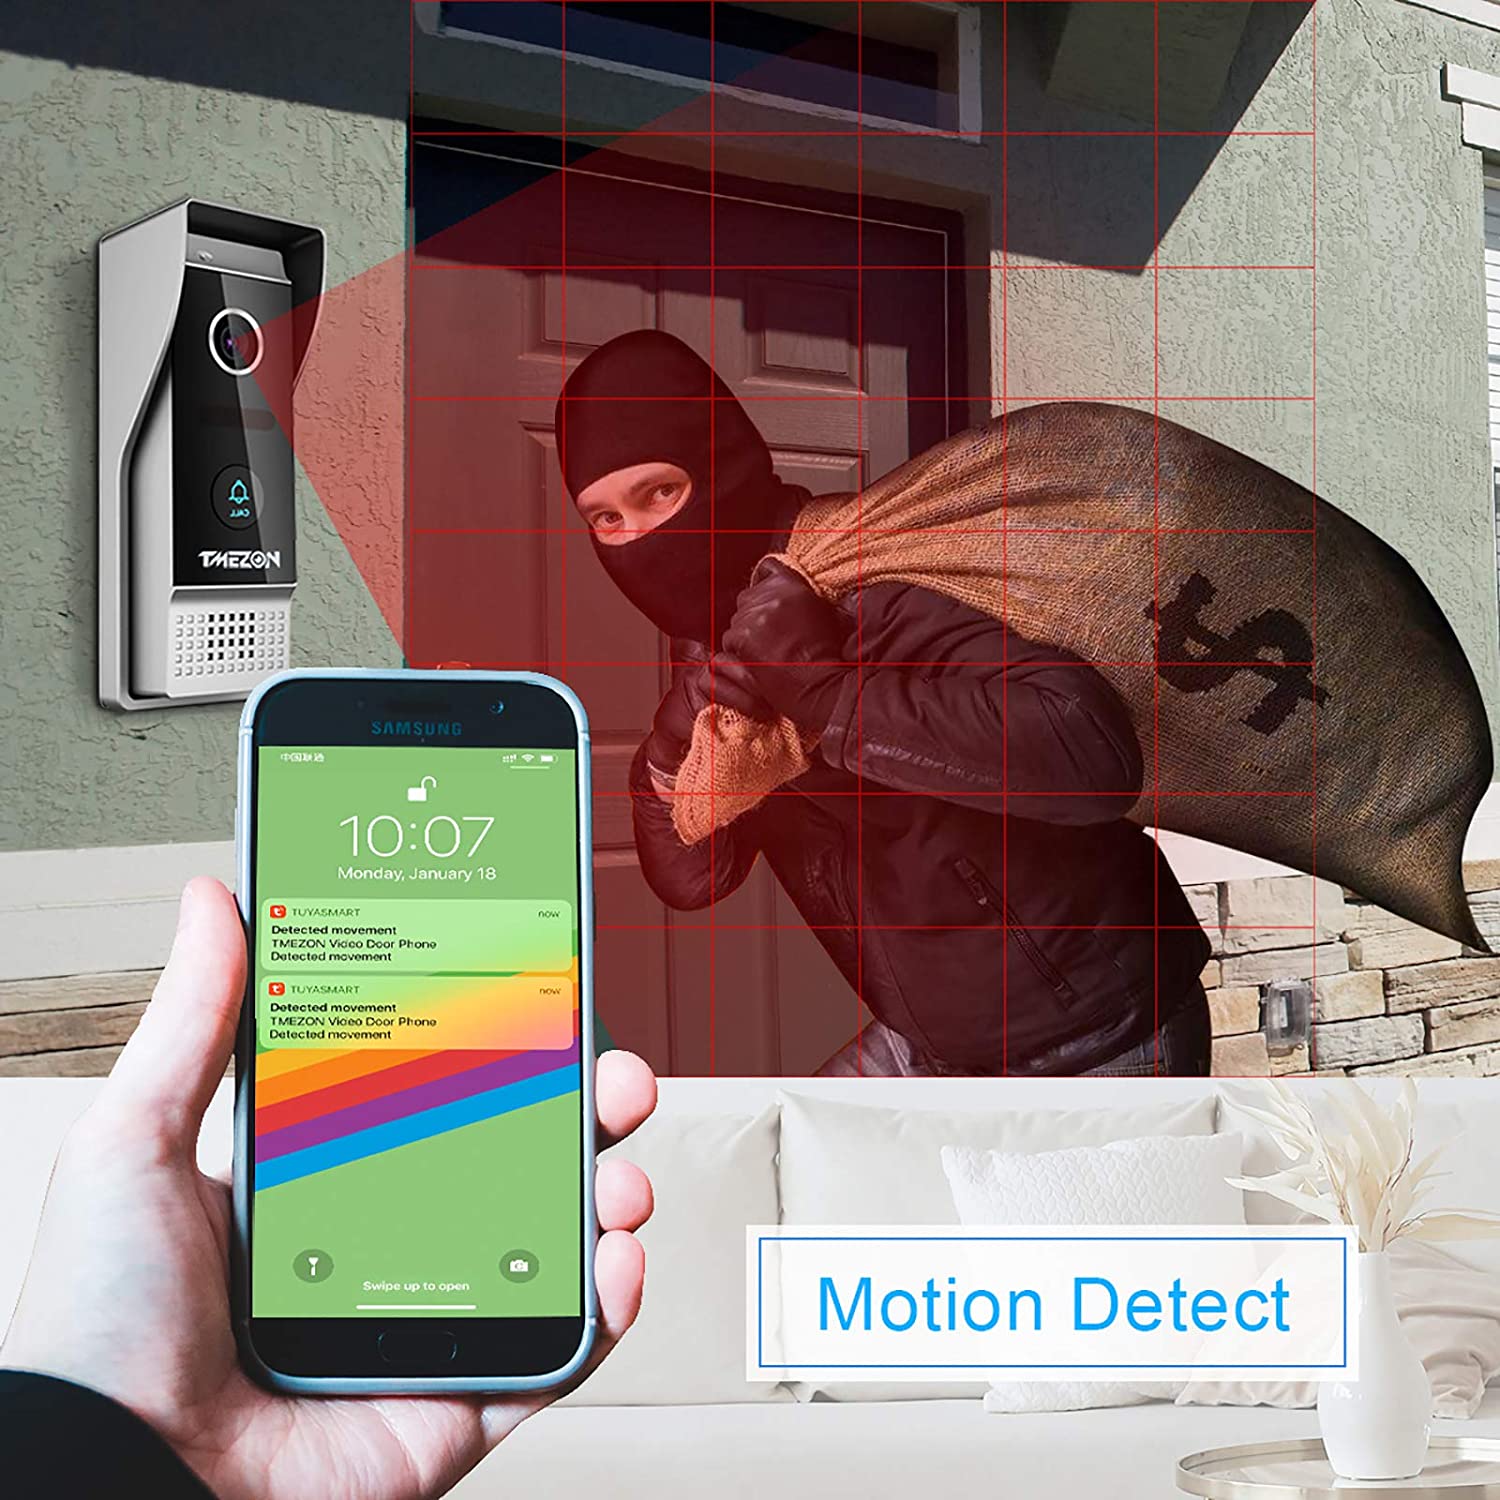 CALL
TMEZON
$
SAMSUNG
中国联通
10:07
Monday, January 18
TUYASMART now
Detected movement
TMEZON Video Door Phone
Detected movement
TUYASMART now
Detected movement
TMEZON Video Door Phone
Detected movement
Swipe up to open
Motion Detect